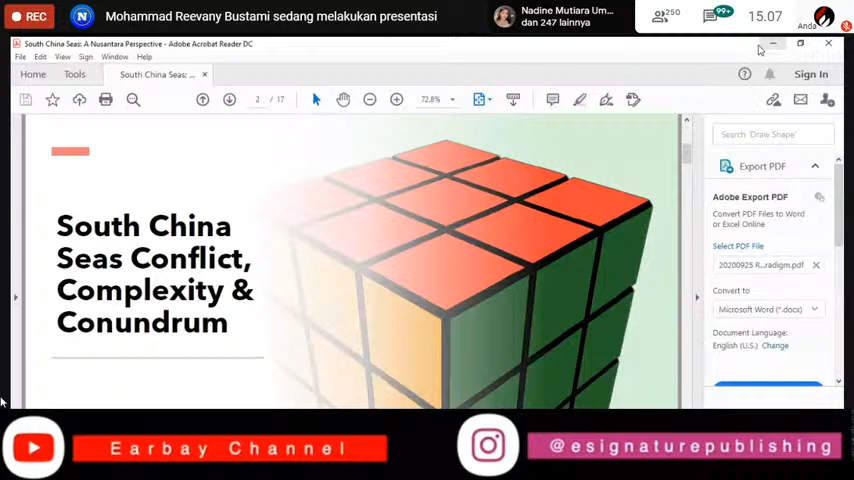 REC
N
Mohammad Reevany Bustami sedang melakukan presentasi
Nadine Mutiara Um...
dan 247 lainnya
250
99+
15.07
Anda
South China Seas: A Nusantara Perspective - Adobe Acrobat Reader DC
File Edit View Sign Window Help
Home Tools South China Seas: ... × Sign In
2 / 17 72.8%
South China
Seas Conflict,
Complexity &
Conundrum
Search 'Draw Shape'
Export PDF
Adobe Export PDF
Convert PDF Files to Word
or Excel Online
Select PDF File
20200925 R...radigm.pdf
Convert to
Microsoft Word (*.docx)
Document Language:
English (U.S.) Change
Earbay Channel
@esignaturepublishing